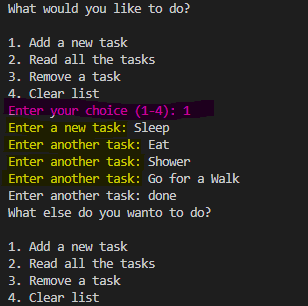 What would you like to do?
1. Add a new task
2. Read all the tasks
3. Remove a task
4. Clear list
Enter your choice (1-4): 1
Enter a new task: Sleep
Enter another task: Eat
Enter another task: Shower
Enter another task: Go for a Walk
Enter another task: done
What else do you wanto to do?
1. Add a new task
2. Read all the tasks
3. Remove a task
4. Clear list